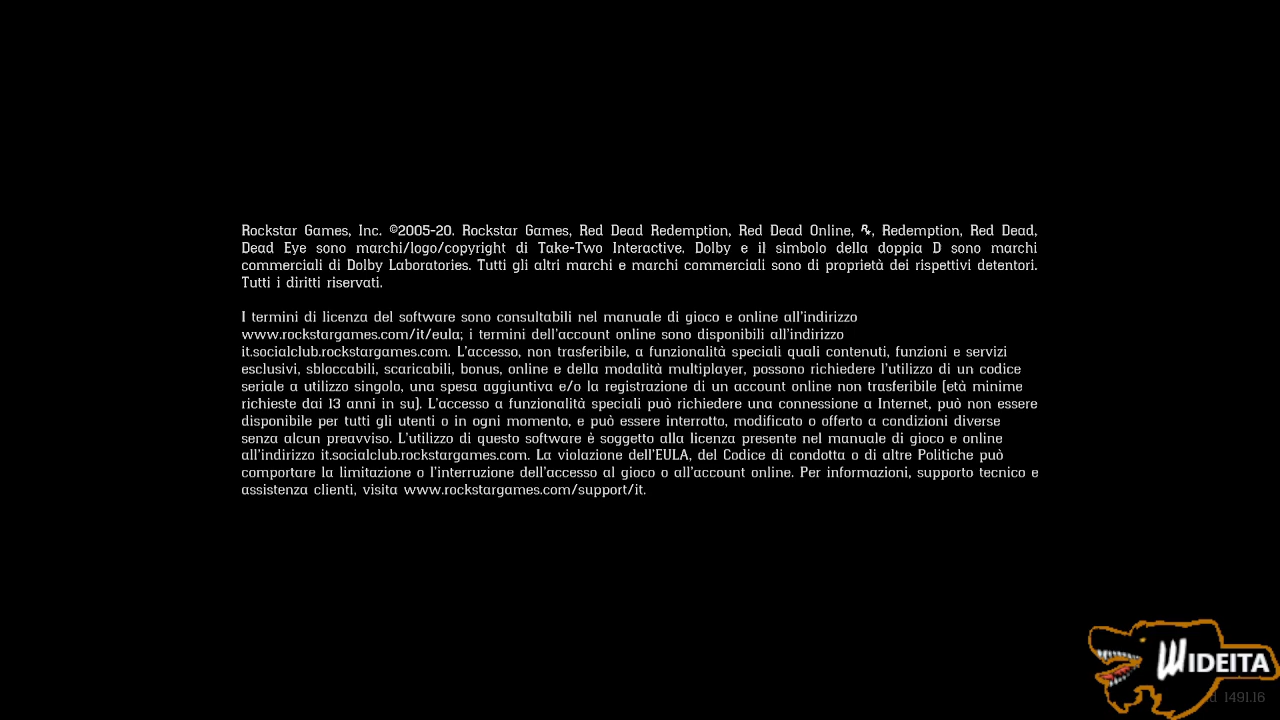 Rockstar Games, Inc. ©2005-20. Rockstar Games, Red Dead Redemption, Red Dead Online, R★, Redemption, Red Dead,
Dead Eye sono marchi/logo/copyright di Take-Two Interactive. Dolby e il simbolo della doppia D sono marchi
commerciali di Dolby Laboratories. Tutti gli altri marchi e marchi commerciali sono di proprietà dei rispettivi detentori.
Tutti i diritti riservati.
I termini di licenza del software sono consultabili nel manuale di gioco e online all'indirizzo
www.rockstargames.com/it/eula; i termini dell'account online sono disponibili all'indirizzo
it.socialclub.rockstargames.com. L'accesso, non trasferibile, a funzionalità speciali quali contenuti, funzioni e servizi
esclusivi, sbloccabili, scaricabili, bonus, online e della modalità multiplayer, possono richiedere l'utilizzo di un codice
seriale a utilizzo singolo, una spesa aggiuntiva e/o la registrazione di un account online non trasferibile (età minime
richieste dai 13 anni in su). L'accesso a funzionalità speciali può richiedere una connessione a Internet, può non essere
disponibile per tutti gli utenti o in ogni momento, e può essere interrotto, modificato o offerto a condizioni diverse
senza alcun preavviso. L'utilizzo di questo software è soggetto alla licenza presente nel manuale di gioco e online
all'indirizzo it.socialclub.rockstargames.com. La violazione dell'EULA, del Codice di condotta o di altre Politiche può
comportare la limitazione o l'interruzione dell'accesso al gioco o all'account online. Per informazioni, supporto tecnico e
assistenza clienti, visita www.rockstargames.com/support/it.
WIDEITA
1491.16